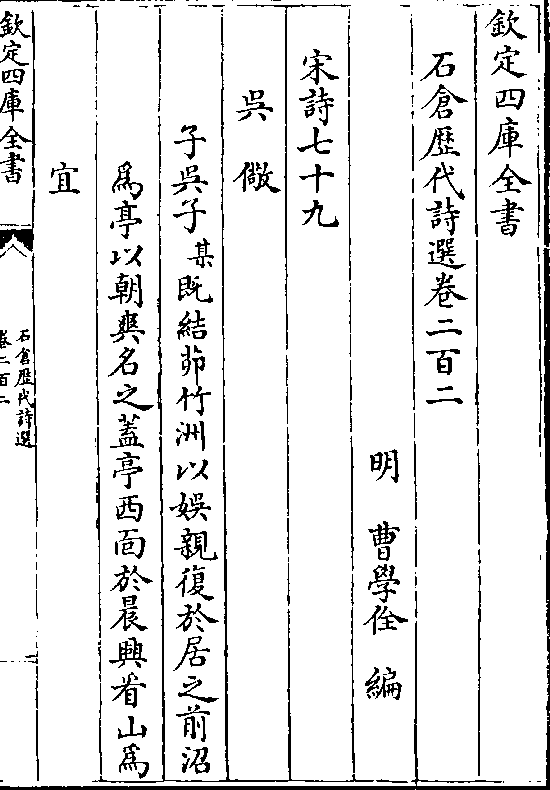 欽定四庫全書
石倉歷代詩選卷二百二
明 曹學佺 編
宋詩七十九
吳儆
子吳子某既結茆竹洲以娛親復於居之前沼
為亭以朝爽名之蓋亭西面於晨興看山為
宜
欽定四庫全書
石倉歷代詩選
卷二百二